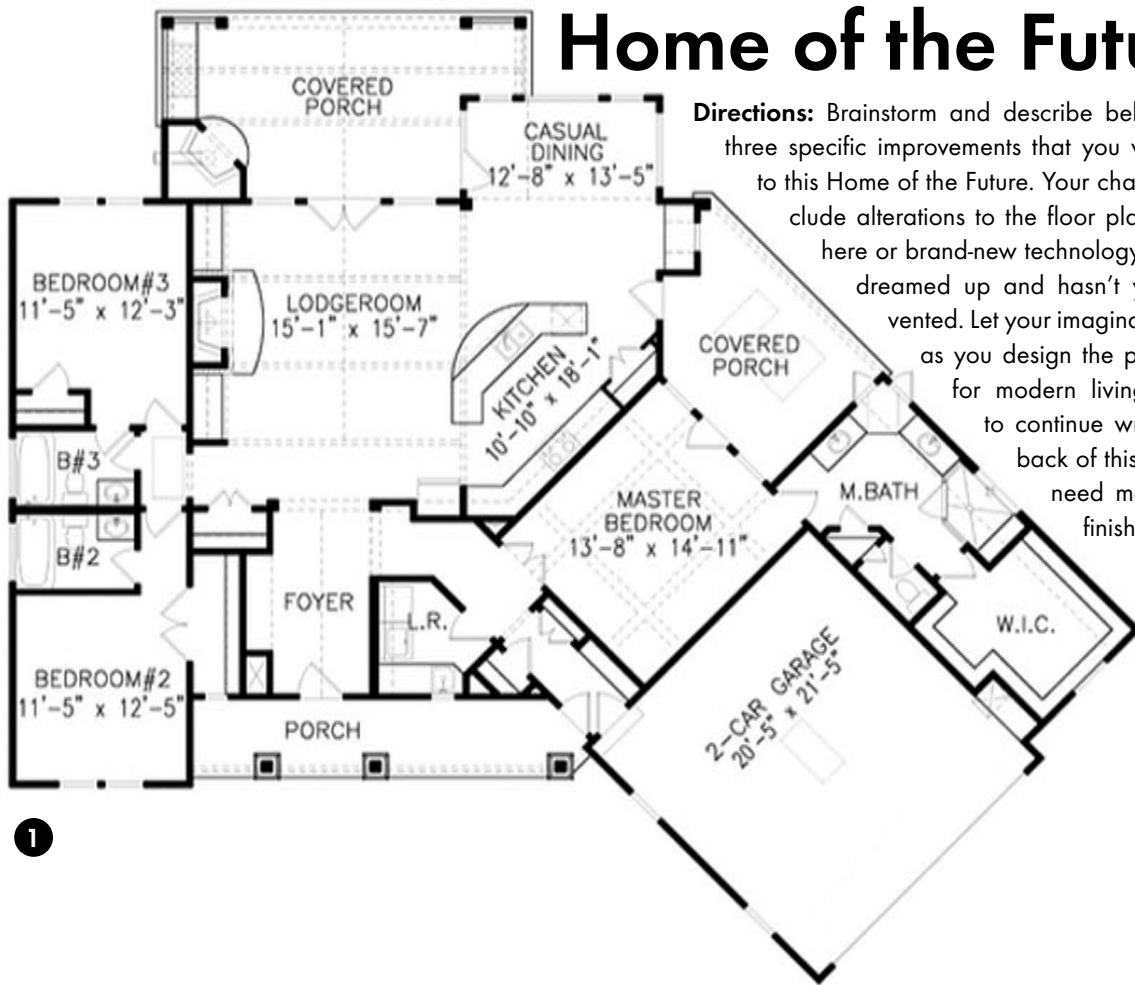 Home of the Futu
Directions: Brainstorm and describe bel
three specific improvements that you
to this Home of the Future. Your cha
clude alterations to the floor pla
here or brand-new technology
dreamed up and hasn't
vented. Let your imagina
as you design the p
for modern living
to continue w
back of this
need m
finish
COVERED
PORCH
CASUAL
DINING
12'-8" x 13'-5"
BEDROOM#3
11'-5" x 12'-3"
LODGEROOM
15'-1" x 15'-7"
KITCHEN
10'-10" x 18'-1"
COVERED
PORCH
B#3
B#2
MASTER
BEDROOM
13'-8" x 14'-11"
M.BATH
FOYER
L.R.
W.I.C.
BEDROOM#2
11'-5" x 12'-5"
PORCH
2-CAR GARAGE
20'-5" x 21'-5"
1